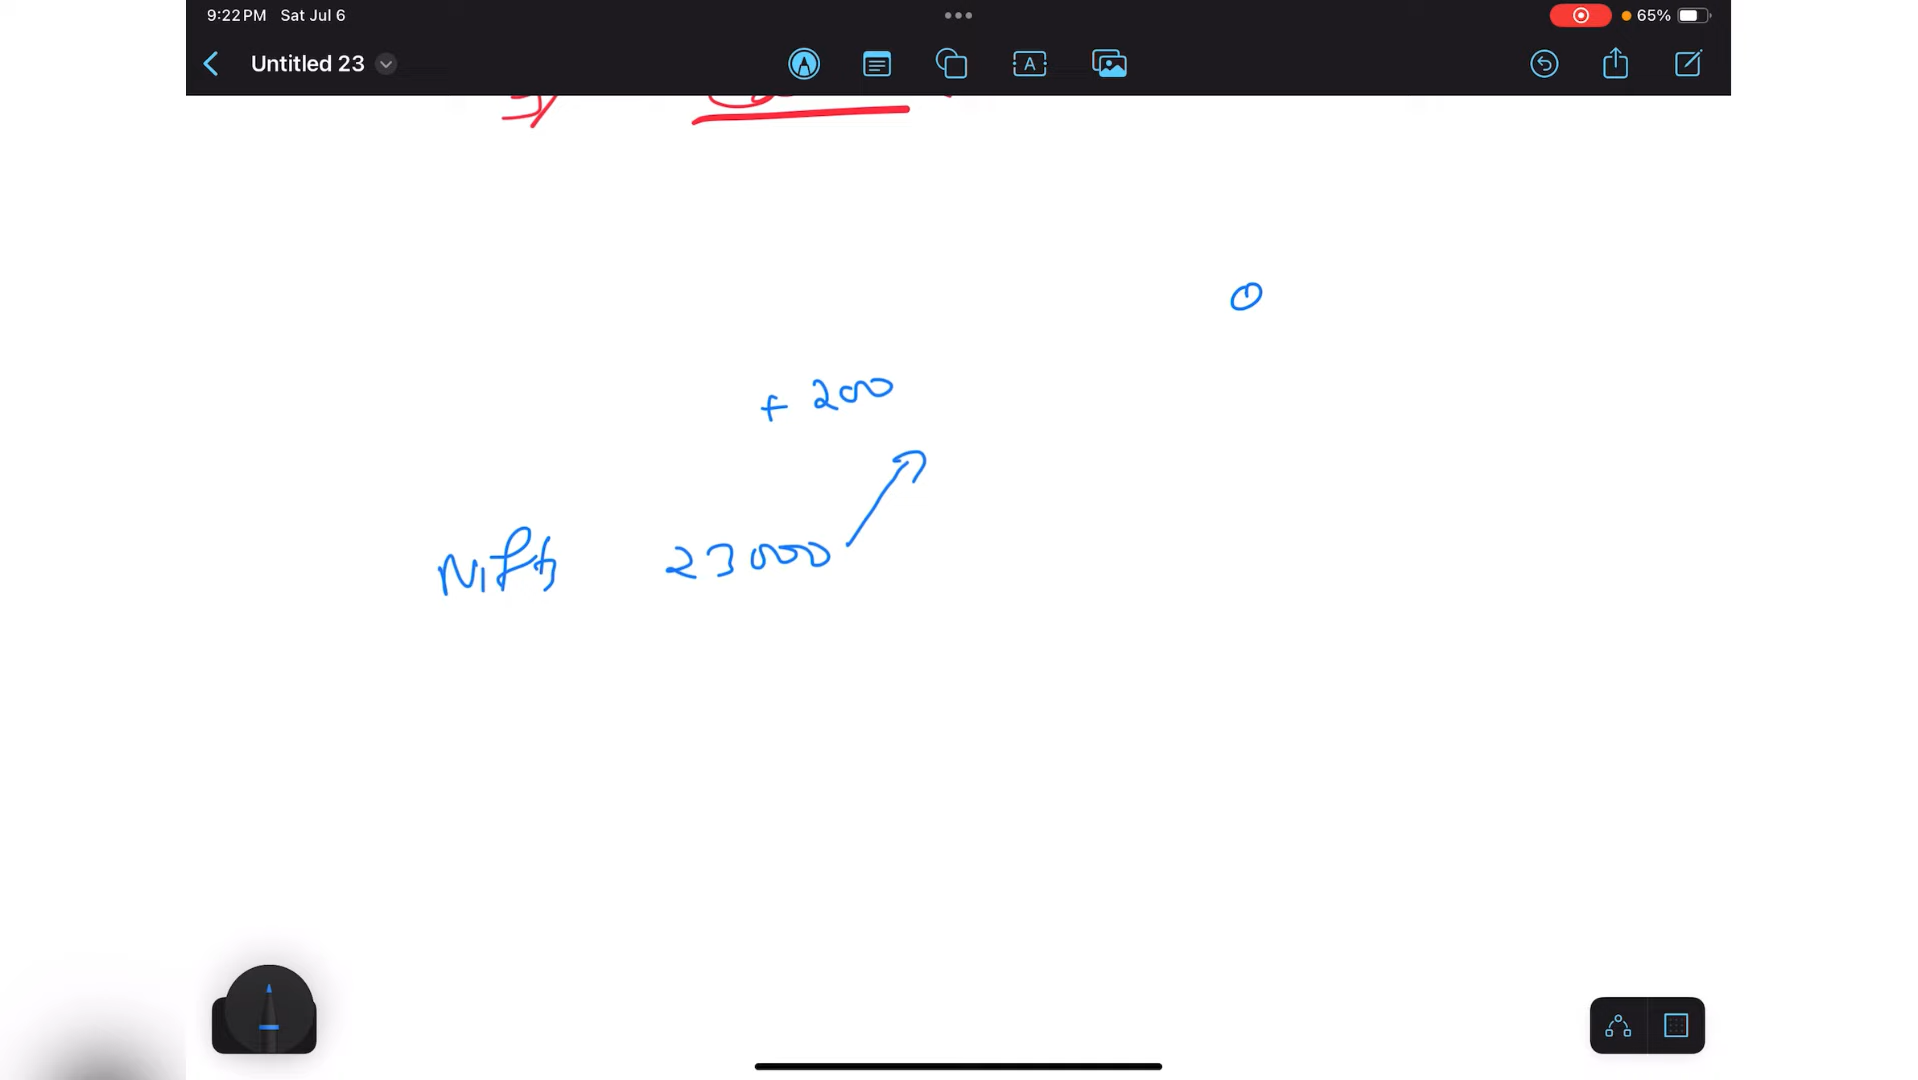 9:22 PM Sat Jul 6
65%
Untitled 23
A
+ 200
Nifty 23000